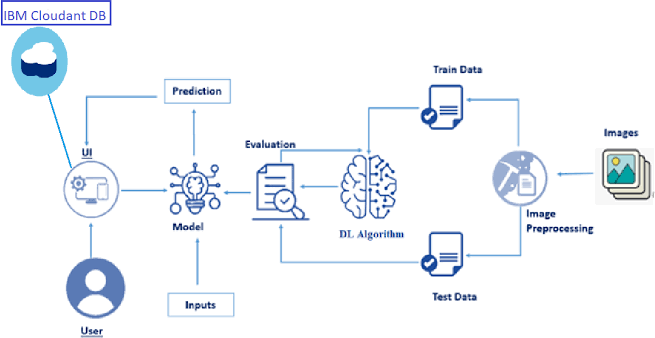 IBM Cloudant DB
Train Data
Prediction
Images
UI
Evaluation
Model
DL Algorithm
Image
Preprocessing
Inputs
Test Data
User